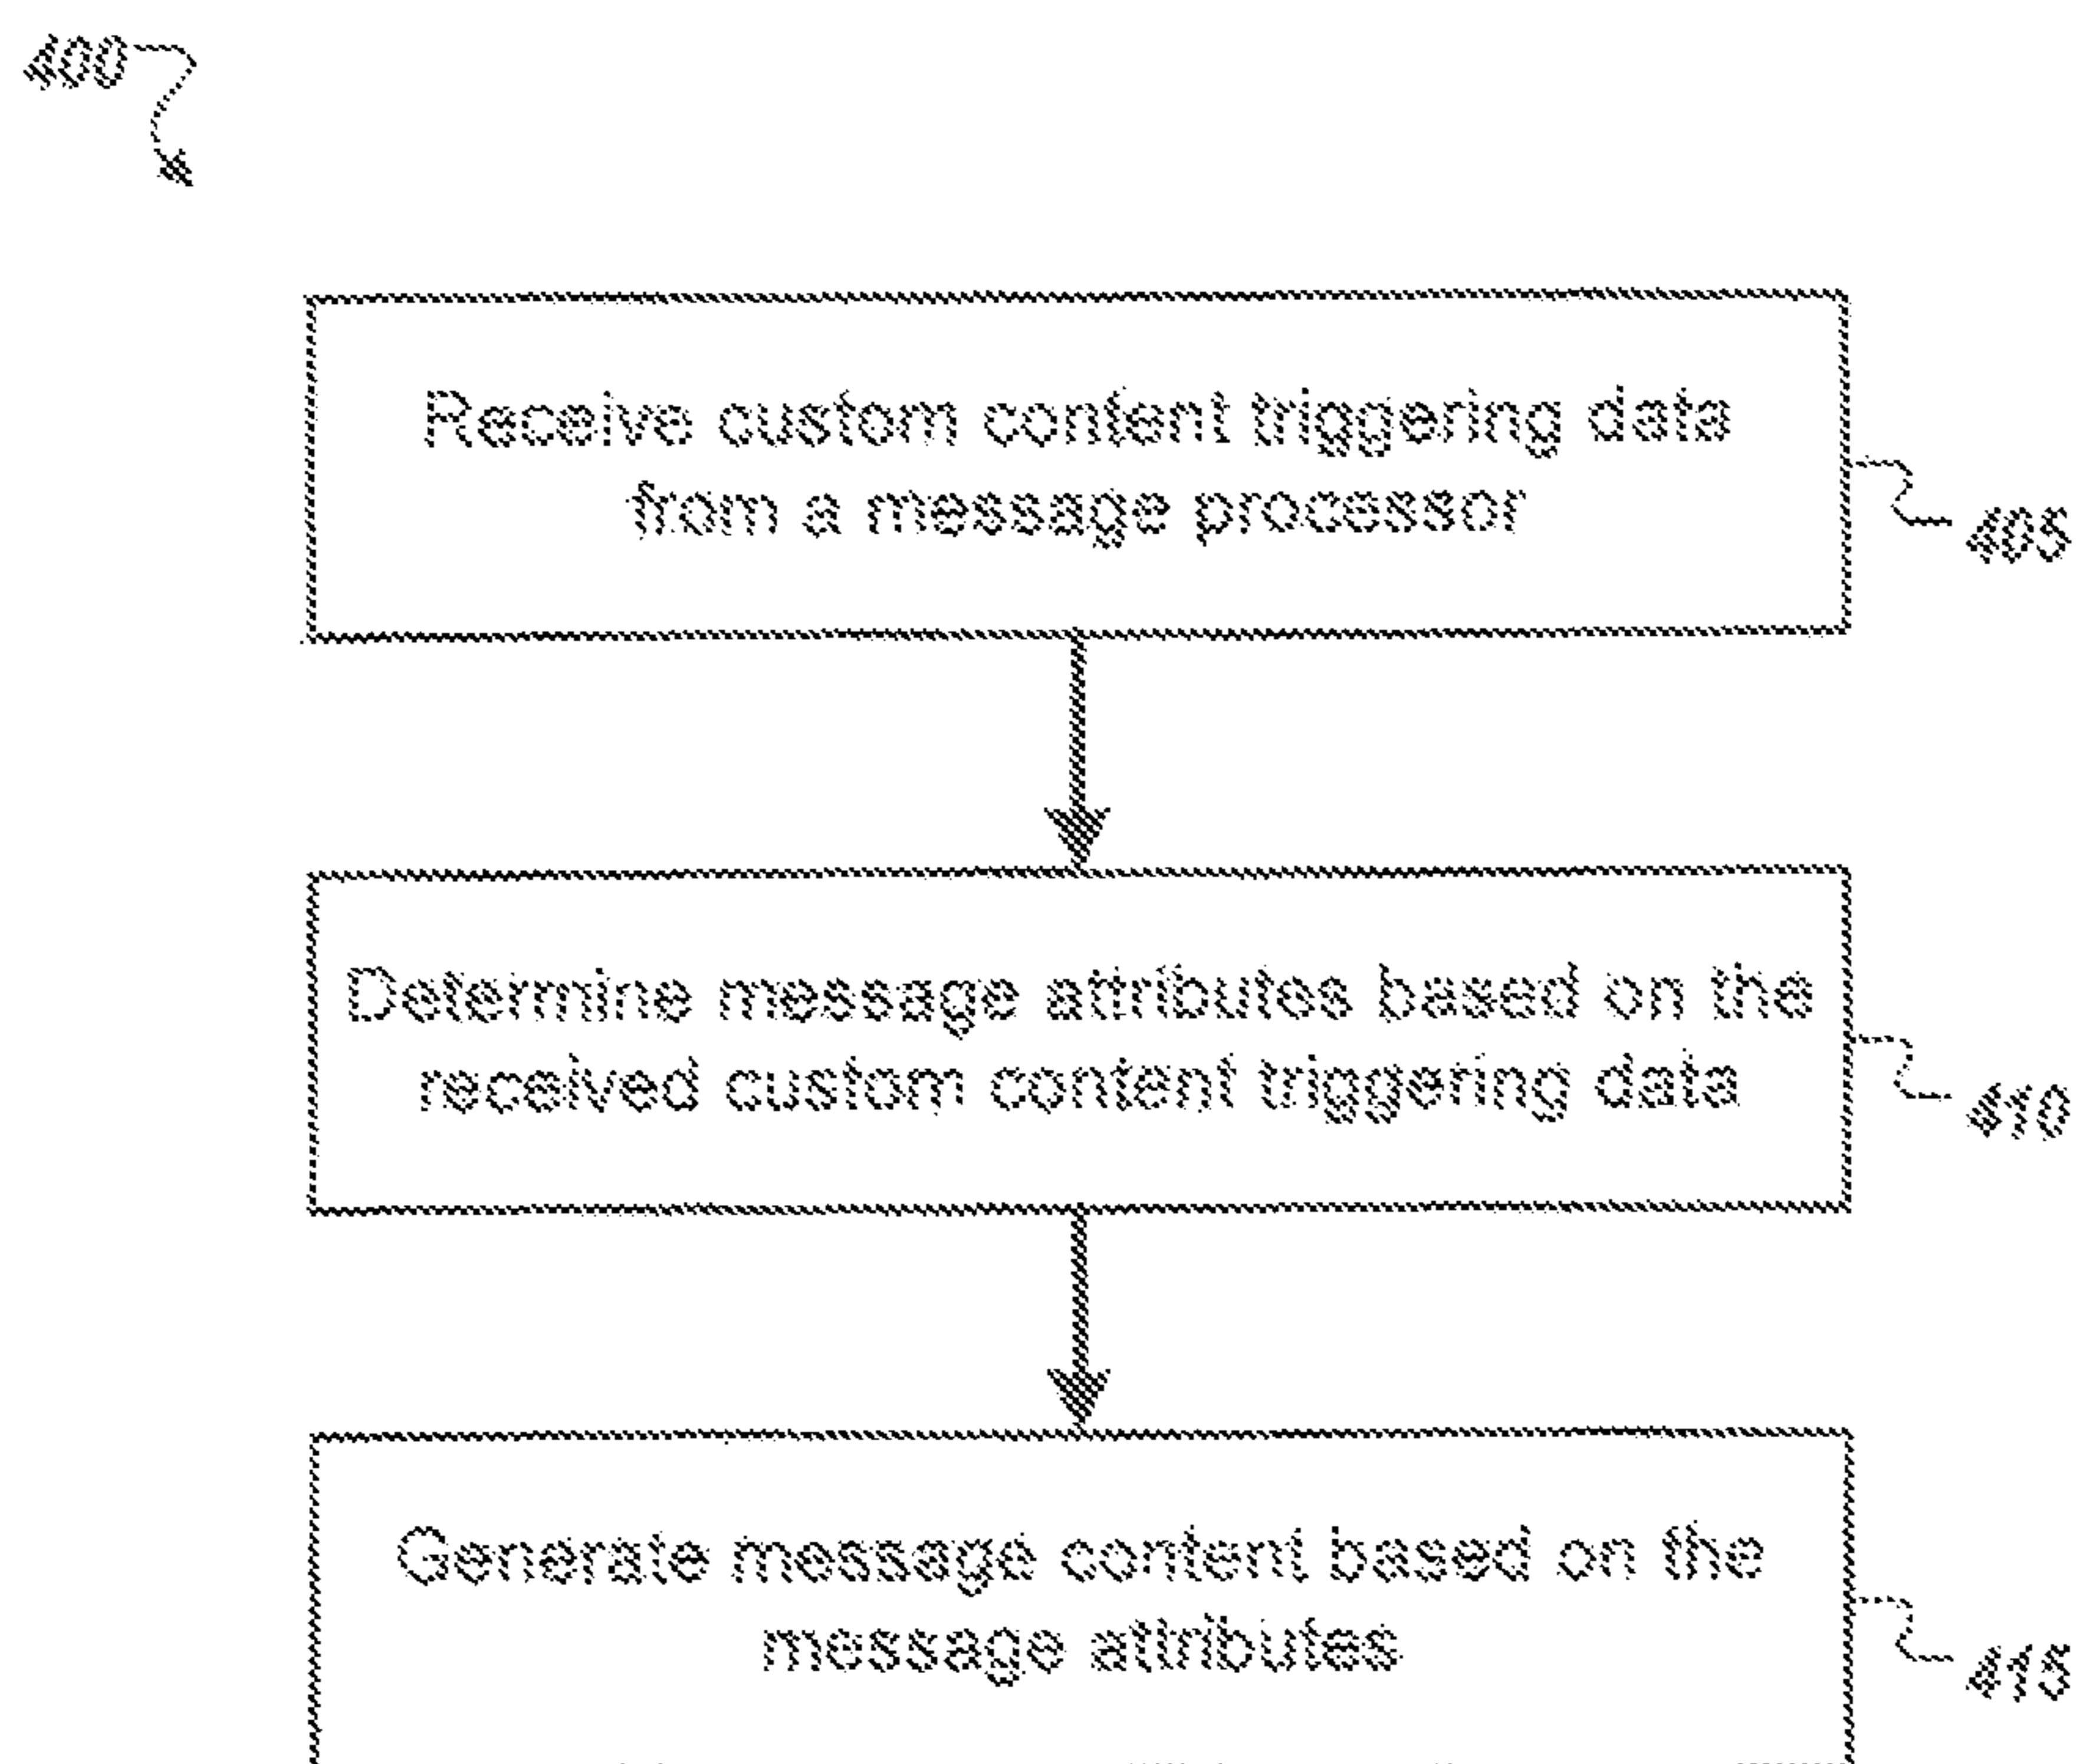 400
Receive custom content triggering data
from a message processor
405
Determine message attributes based on the
received custom content triggering data
410
Generate message content based on the
message attributes
415